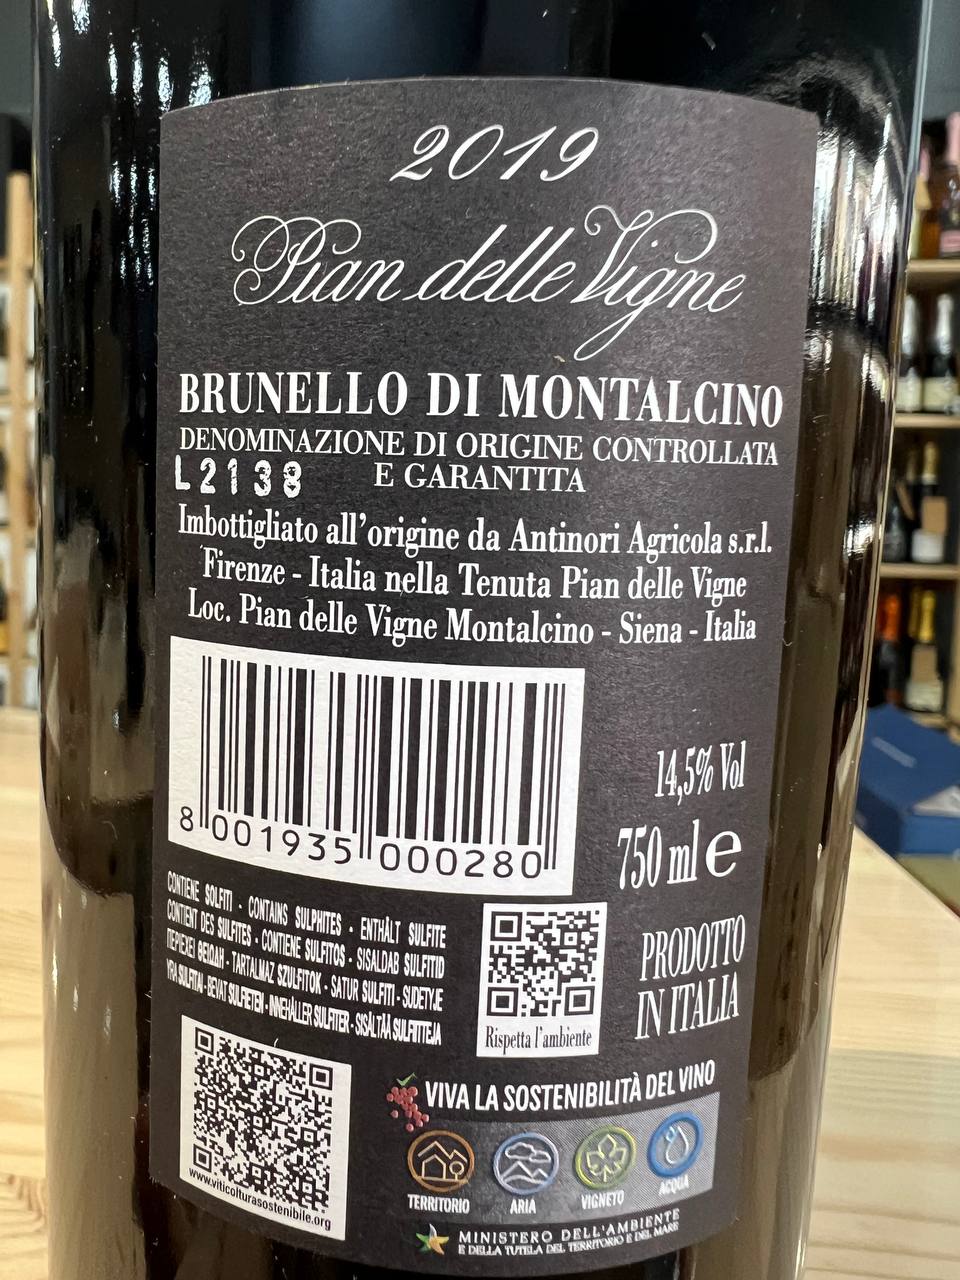 2019
Pian delle Vigne
BRUNELLO DI MONTALCINO
DENOMINAZIONE DI ORIGINE CONTROLLATA
E GARANTITA
L2138
Imbottigliato all'origine da Antinori Agricola s.r.l.
Firenze - Italia nella Tenuta Pian delle Vigne
Loc. Pian delle Vigne Montalcino - Siena - Italia
8 001935 000280
14,5% Vol
750 ml e
PRODOTTO
IN ITALIA
CONTIENE SOLFITI - CONTAINS SULPHITES - ENTHÄLT SULFITE
CONTIENT DES SULFITES - CONTIENE SULFITOS - SISALDAB SULFITID
ΠΕΡΙΕΧΕΙ ΘΕΙΩΔΗ - TARTALMAZ SZULFITOK - SATUR SULFITI - SUDĖTYJE
YRA SULFITAI - BEVAT SULFIETEN - INNEHÅLLER SULFITER - SISÄLTÄÄ SULFIITTEJA
Rispetta l'ambiente
www.viticolturasostenibile.org
VIVA LA SOSTENIBILITÀ DEL VINO
TERRITORIO ARIA VIGNETO ACQUA
MINISTERO DELL'AMBIENTE
E DELLA TUTELA DEL TERRITORIO E DEL MARE